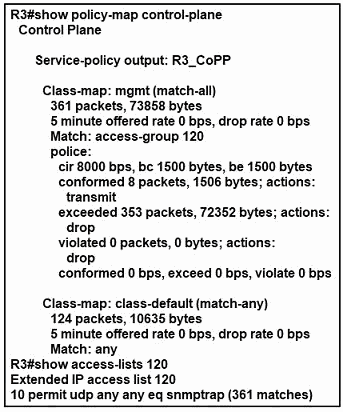 R3#show policy-map control-plane
Control Plane
Service-policy output: R3_CoPP
Class-map: mgmt (match-all)
361 packets, 73858 bytes
5 minute offered rate 0 bps, drop rate 0 bps
Match: access-group 120
police:
cir 8000 bps, bc 1500 bytes, be 1500 bytes
conformed 8 packets, 1506 bytes; actions:
transmit
exceeded 353 packets, 72352 bytes; actions:
drop
violated 0 packets, 0 bytes; actions:
drop
conformed 0 bps, exceed 0 bps, violate 0 bps
Class-map: class-default (match-any)
124 packets, 10635 bytes
5 minute offered rate 0 bps, drop rate 0 bps
Match: any
R3#show access-lists 120
Extended IP access list 120
10 permit udp any any eq snmptrap (361 matches)